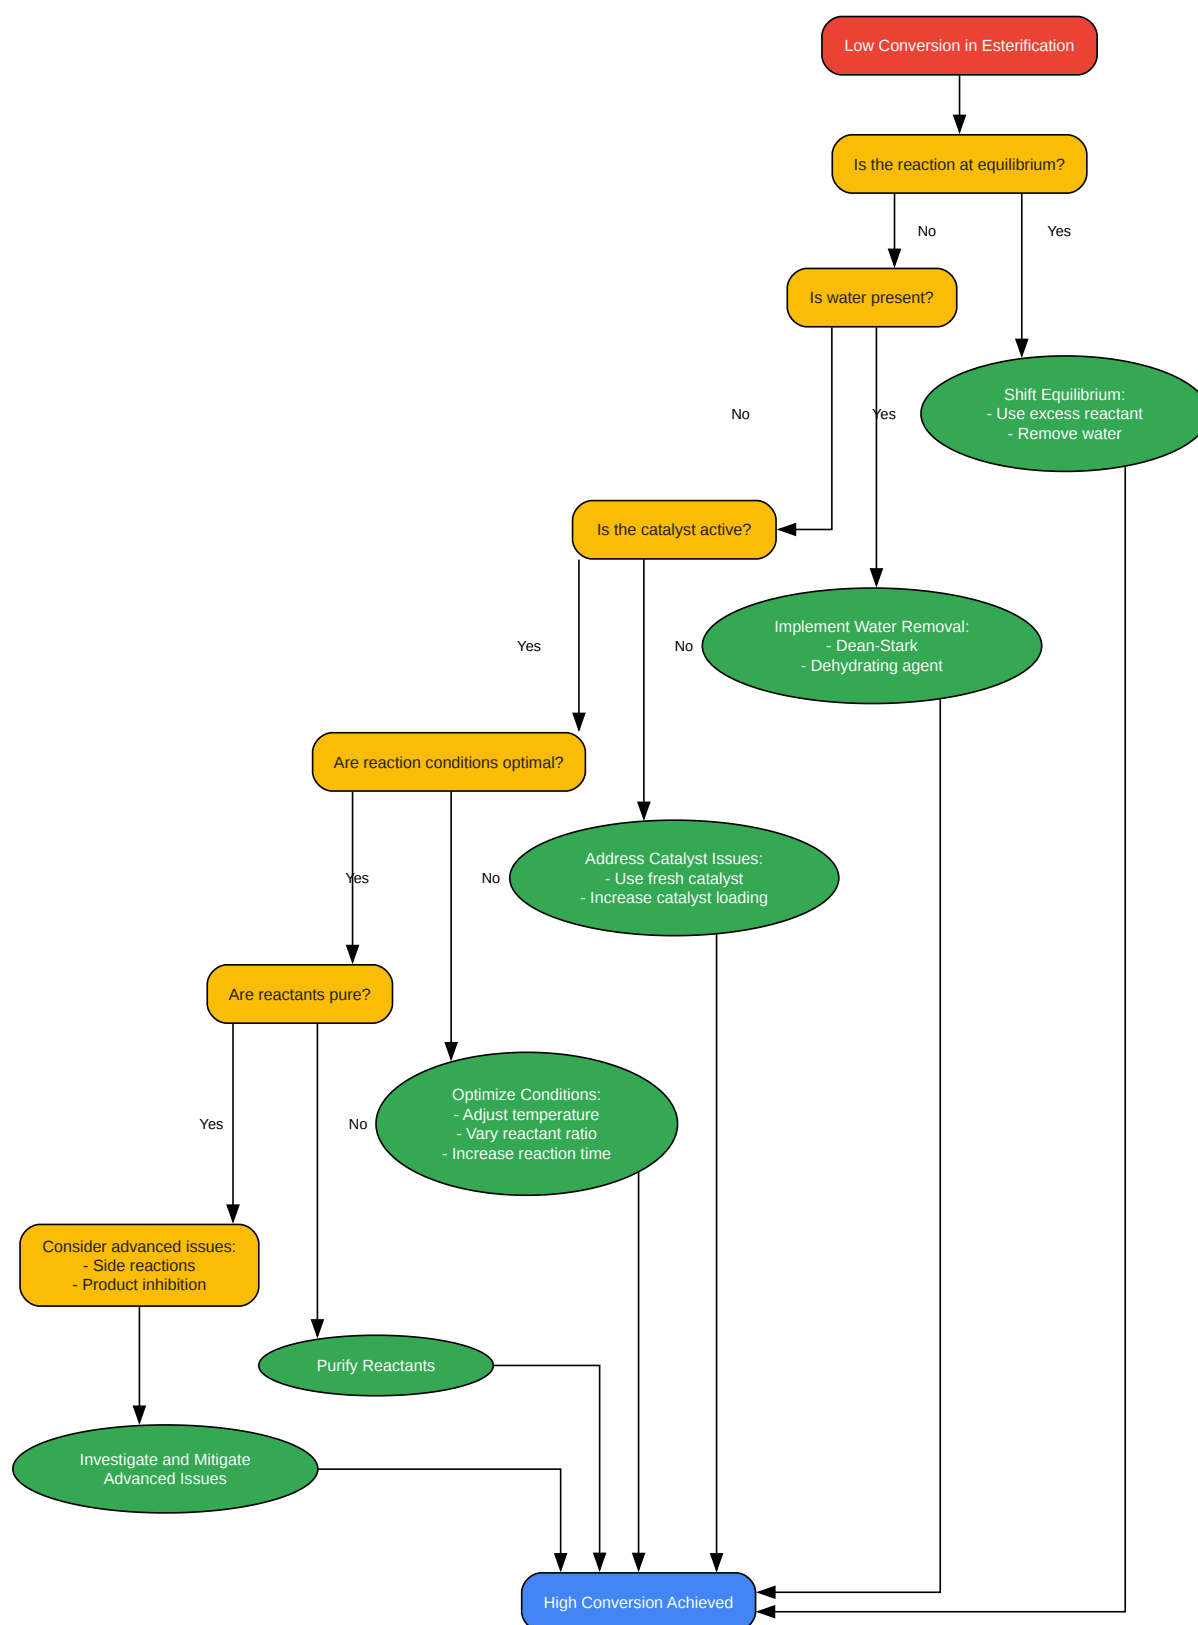 Low Conversion in Esterification
Is the reaction at equilibrium?
No
Yes
Is water present?
No
Yes
Shift Equilibrium:
- Use excess reactant
- Remove water
Is the catalyst active?
Yes
No
Implement Water Removal:
- Dean-Stark
- Dehydrating agent
Are reaction conditions optimal?
Yes
No
Address Catalyst Issues:
- Use fresh catalyst
- Increase catalyst loading
Are reactants pure?
Yes
No
Optimize Conditions:
- Adjust temperature
- Vary reactant ratio
- Increase reaction time
Consider advanced issues:
- Side reactions
- Product inhibition
Purify Reactants
Investigate and Mitigate
Advanced Issues
High Conversion Achieved